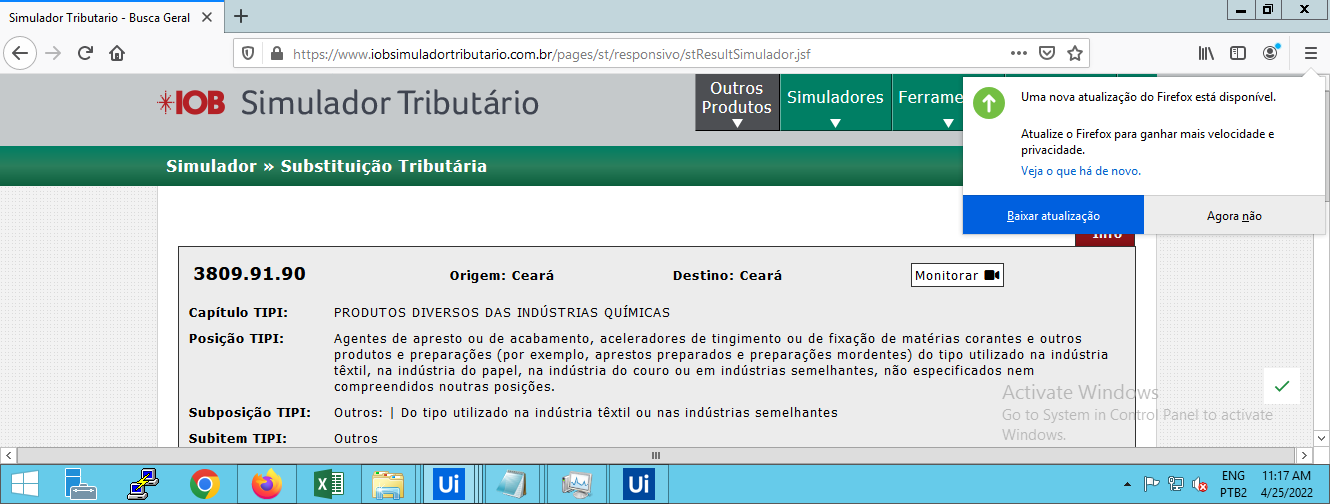 Simulador Tributario - Busca Geral
https://www.iobsimuladortributario.com.br/pages/st/responsivo/stResultSimulador.jsf
IOB Simulador Tributário
Outros
Produtos
Simuladores
Ferrame
Uma nova atualização do Firefox está disponível.
Atualize o Firefox para ganhar mais velocidade e
privacidade.
Veja o que há de novo.
Baixar atualização
Agora não
Simulador » Substituição Tributária
Info
3809.91.90
Origem: Ceará
Destino: Ceará
Monitorar
Capítulo TIPI:
PRODUTOS DIVERSOS DAS INDÚSTRIAS QUÍMICAS
Posição TIPI:
Agentes de apresto ou de acabamento, aceleradores de tingimento ou de fixação de matérias corantes e outros
produtos e preparações (por exemplo, aprestos preparados e preparações mordentes) do tipo utilizado na indústria
têxtil, na indústria do papel, na indústria do couro ou em indústrias semelhantes, não especificados nem
compreendidos noutras posições.
Subposição TIPI:
Outros: | Do tipo utilizado na indústria têxtil ou nas indústrias semelhantes
Subitem TIPI:
Outros
Activate Windows
Go to System in Control Panel to activate
Windows.
Ui
Ui
ENG
PTB2
11:17 AM
4/25/2022